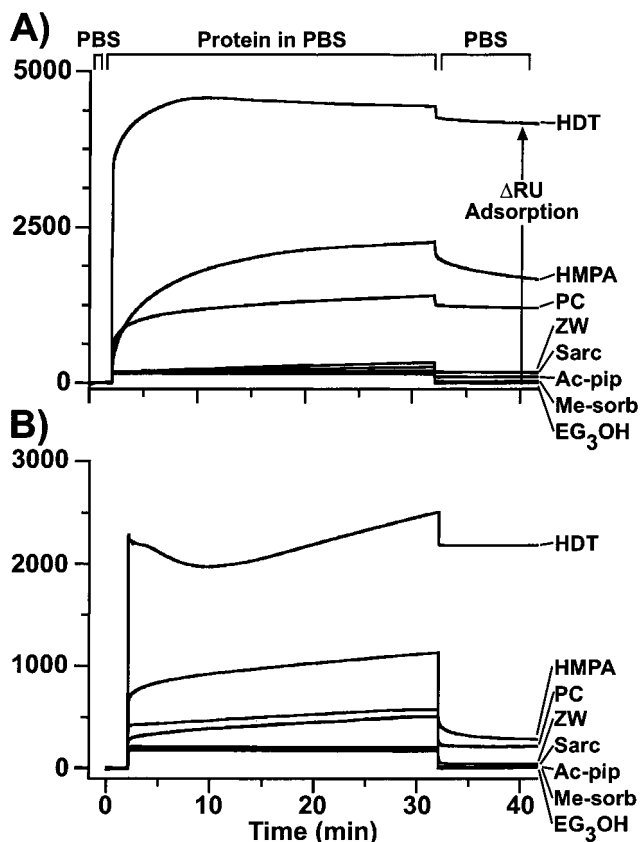 A)
PBS Protein in PBS PBS
5000
HDT
ΔRU
Adsorption
2500
HMPA
PC
ZW
Sarc
0
Ac-pip
Me-sorb
EG3OH
B)
3000
HDT
2000
1000
HMPA
PC
ZW
Sarc
0
Ac-pip
Me-sorb
EG3OH
0 10 20 30 40
Time (min)